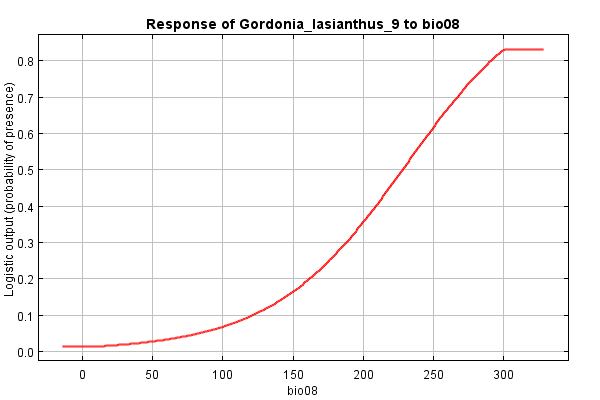 Response of Gordonia_lasianthus_9 to bio08
Logistic output (probability of presence)
0.8
0.7
0.6
0.5
0.4
0.3
0.2
0.1
0.0
0 50 100 150 200 250 300
bio08